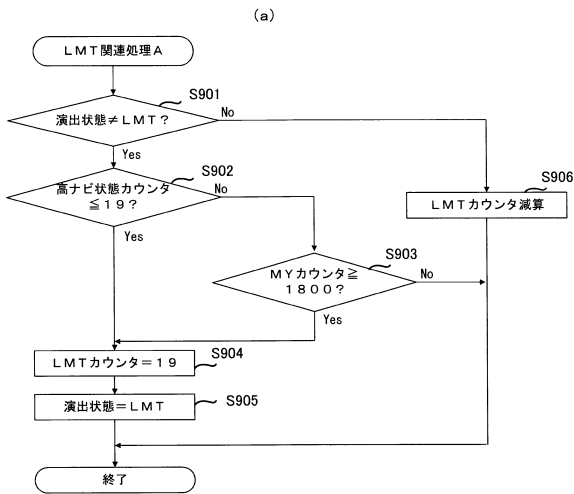 (a)
ＬＭＴ関連処理Ａ
S901
演出状態≠ＬＭＴ？
No
Yes
S902
高ナビ状態カウンタ
≦１９？
No
Yes
S906
ＬＭＴカウンタ減算
S903
ＭＹカウンタ≧
１８００？
No
Yes
S904
ＬＭＴカウンタ＝１９
S905
演出状態＝ＬＭＴ
終了